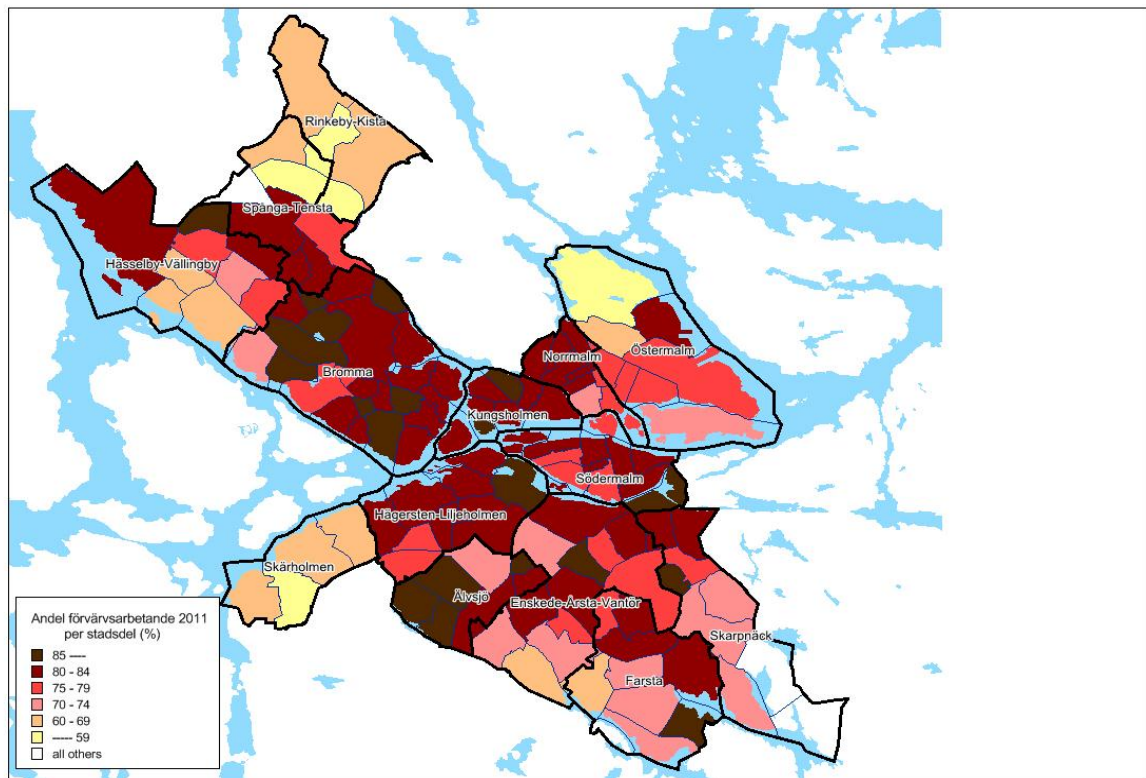 Rinkeby-Kista
Spånga-Tensta
Hässelby-Vällingby
Norrmalm
Östermalm
Bromma
Kungsholmen
Södermalm
Hägersten-Liljeholmen
Skärholmen
Älvsjö
Enskede-Årsta-Vantör
Skarpnäck
Farsta
Andel förvärvsarbetande 2011
per stadsdel (%)
85 ----
80 - 84
75 - 79
70 - 74
60 - 69
----- 59
all others